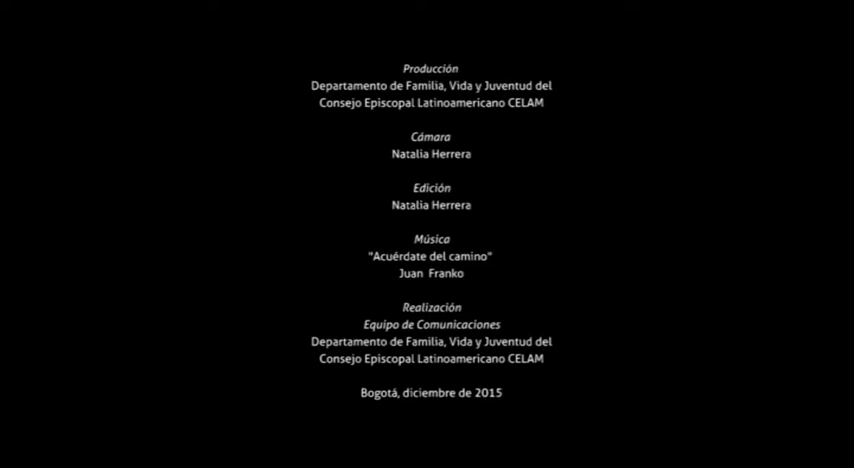 Producción
Departamento de Familia, Vida y Juventud del
Consejo Episcopal Latinoamericano CELAM
Cámara
Natalia Herrera
Edición
Natalia Herrera
Música
"Acuérdate del camino"
Juan Franko
Realización
Equipo de Comunicaciones
Departamento de Familia, Vida y Juventud del
Consejo Episcopal Latinoamericano CELAM
Bogotá, diciembre de 2015